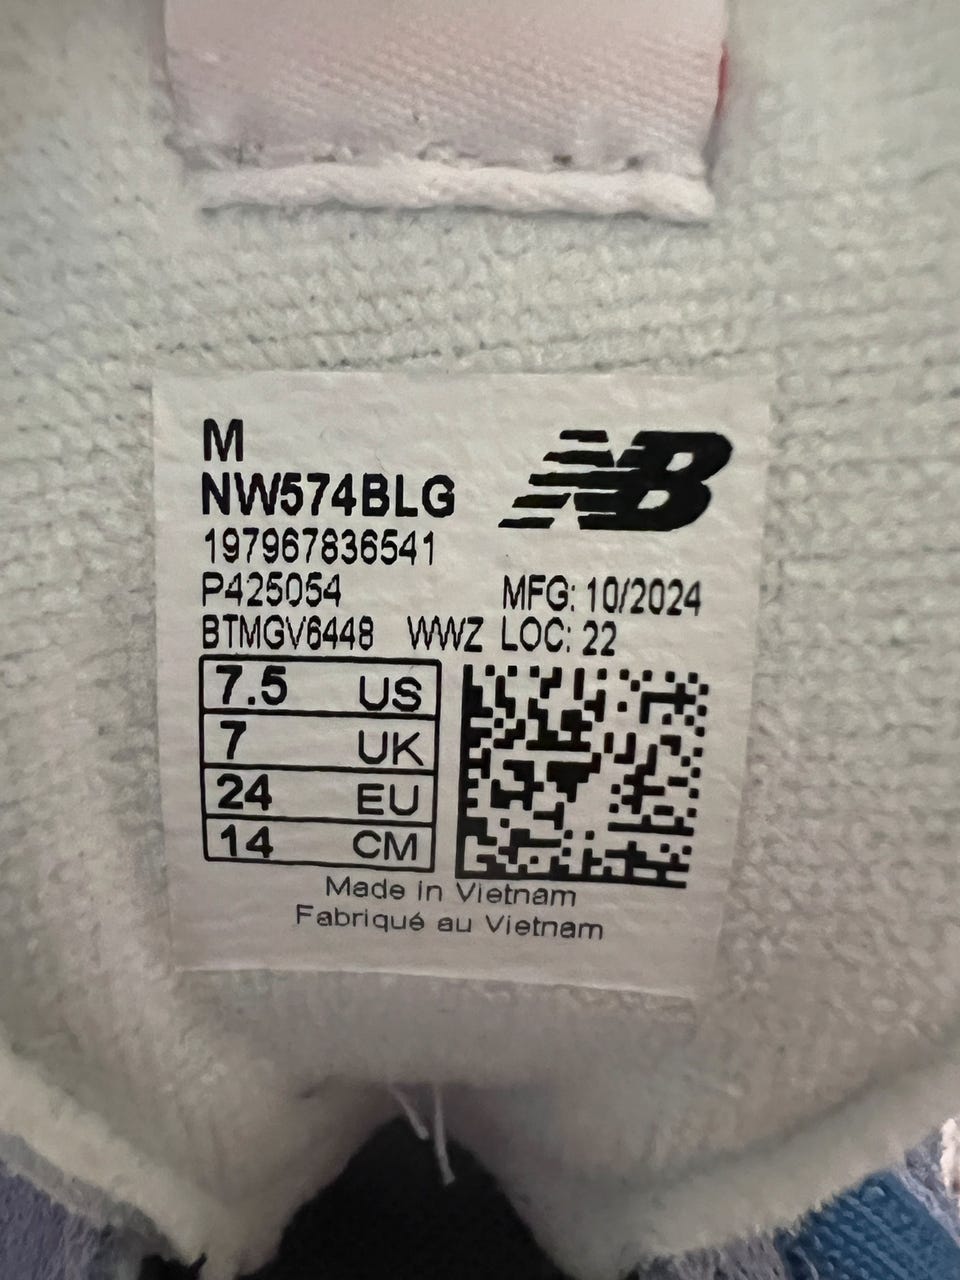 M
NW574BLG
NB
197967836541
P425054 MFG: 10/2024
BTMGV6448 WWZ LOC: 22
7.5 US
7 UK
24 EU
14 CM
Made in Vietnam
Fabriqué au Vietnam